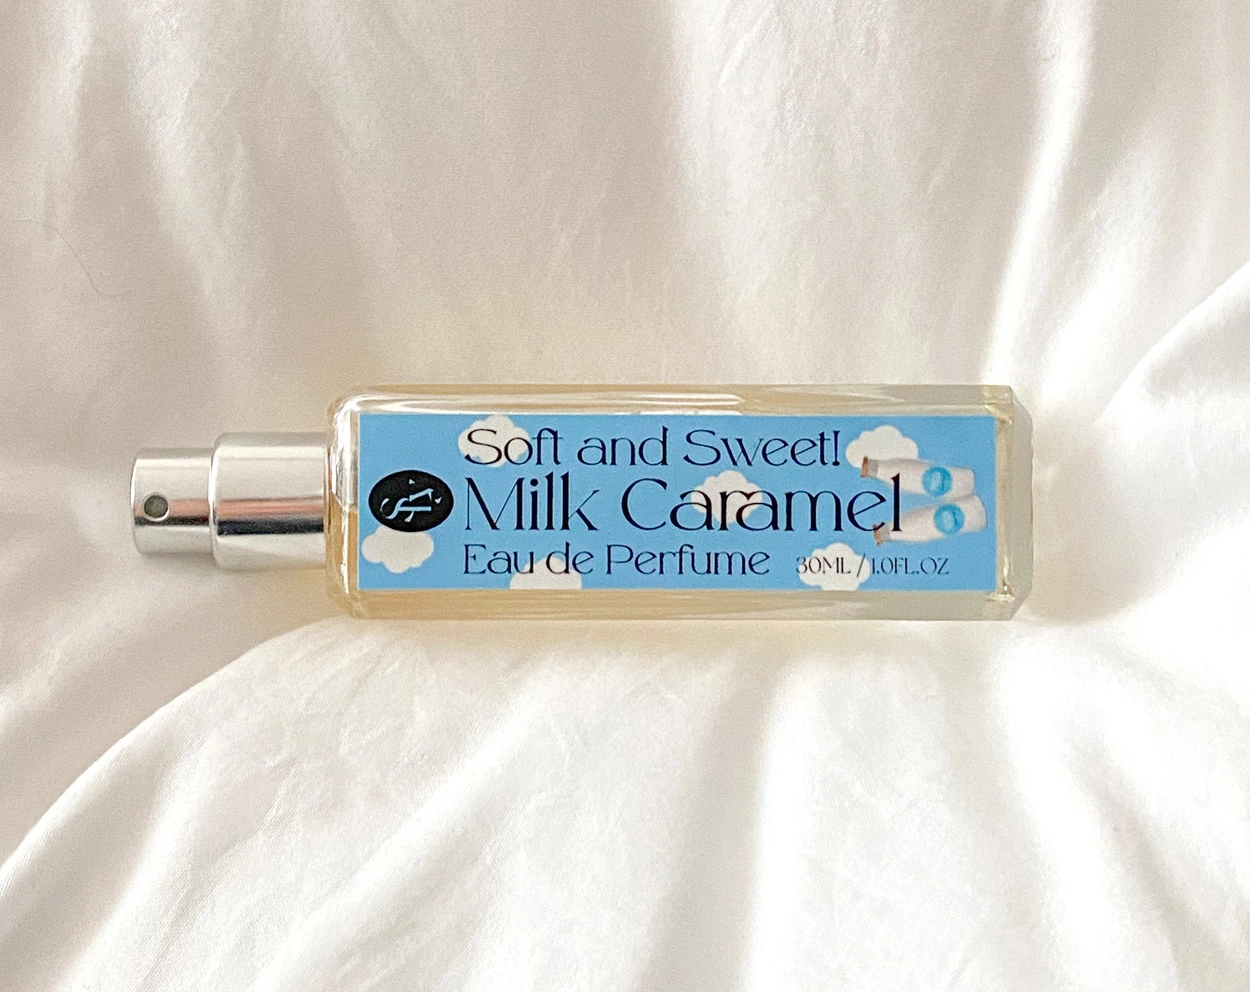 Soft and Sweet!
Milk Caramel
Eau de Perfume 30ML / 1.0FL.OZ